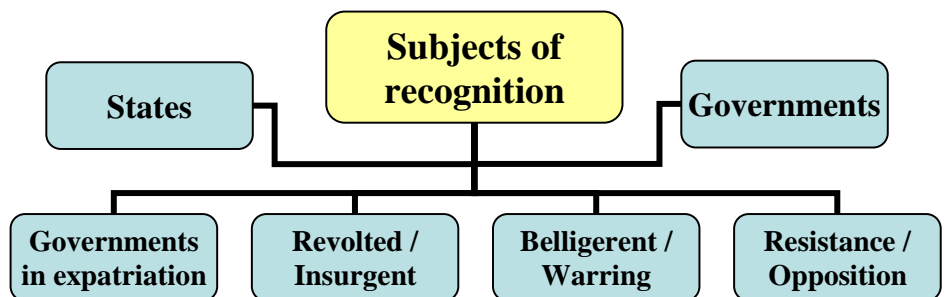 Subjects of
recognition
States
Governments
Governments
in expatriation
Revolted /
Insurgent
Belligerent /
Warring
Resistance /
Opposition